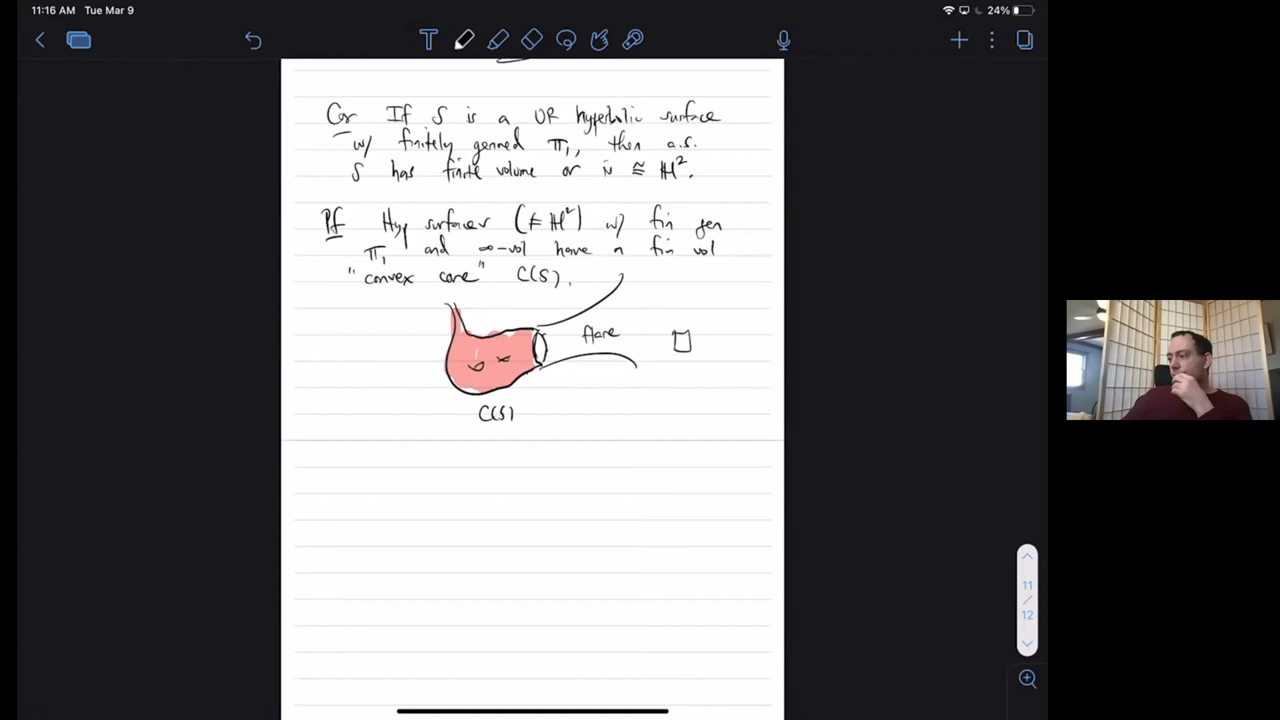 11:16 AM Tue Mar 9
24%
Cor If S is a UR hyperbolic surface
w/ finitely genned π₁, then a.s.
S has finite volume or is ≅ ℍ².
Pf Hyp surfaces (≠ ℍ²) w/ fin gen
π₁ and ∞-vol have a fin vol
"convex core" C(S).
flare
C(S)
11
/
12